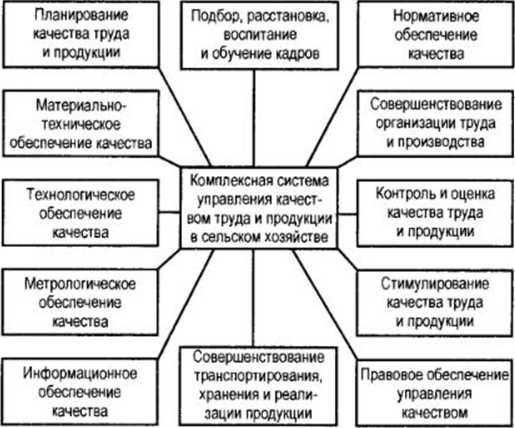 Планирование
качества труда
и продукции
Подбор, расстановка,
воспитание
и обучение кадров
Нормативное
обеспечение
качества
Материально-
техническое
обеспечение качества
Совершенствование
организации труда
и производства
Технологическое
обеспечение
качества
Комплексная система
управления качест-
вом труда и продукции
в сельском хозяйстве
Контроль и оценка
качества труда
и продукции
Метрологическое
обеспечение
качества
Стимулирование
качества труда
и продукции
Информационное
обеспечение
качества
Совершенствование
транспортирования,
хранения и реали-
зации продукции
Правовое обеспечение
управления
качеством